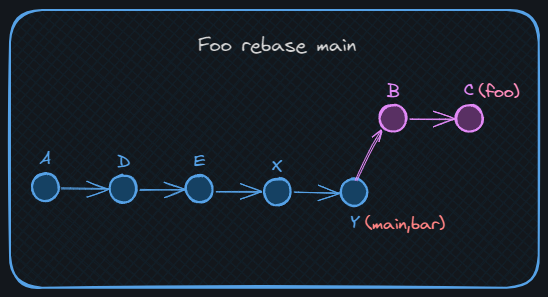 Foo rebase main
B
C (foo)
A
D
E
X
Y (main,bar)